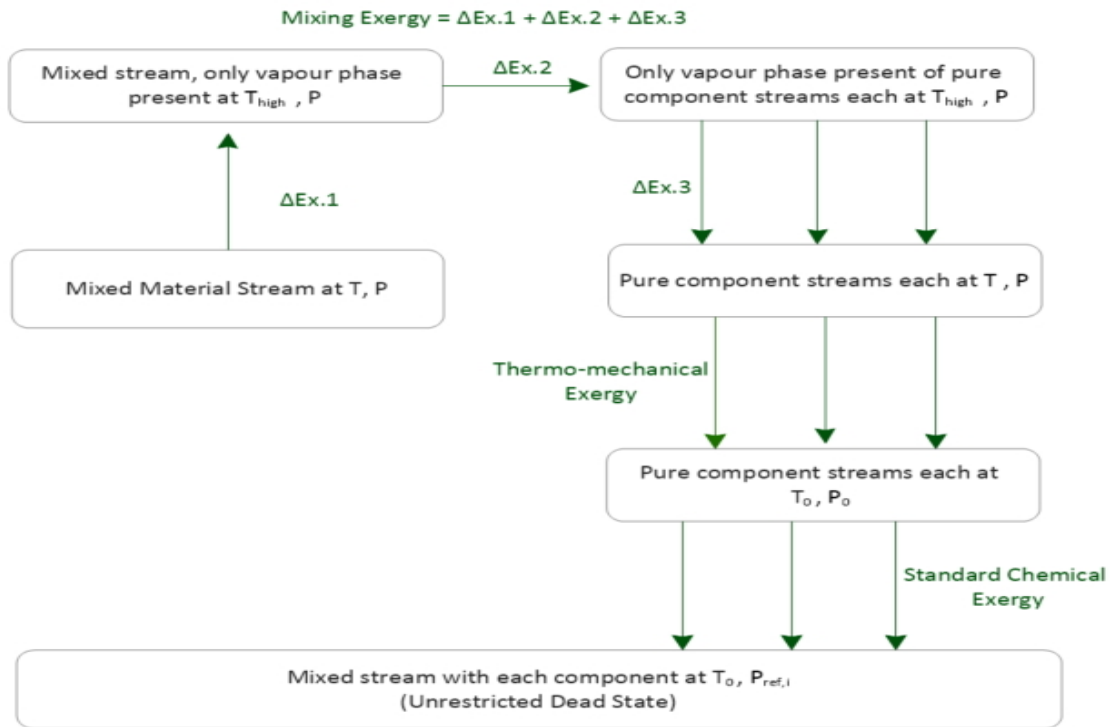 Mixing Exergy = ΔEx.1 + ΔEx.2 + ΔEx.3
Mixed stream, only vapour phase
present at Thigh , P
ΔEx.2
Only vapour phase present of pure
component streams each at Thigh , P
ΔEx.1
ΔEx.3
Mixed Material Stream at T, P
Pure component streams each at T , P
Thermo-mechanical
Exergy
Pure component streams each at
To , Po
Standard Chemical
Exergy
Mixed stream with each component at To, Pref,i
(Unrestricted Dead State)